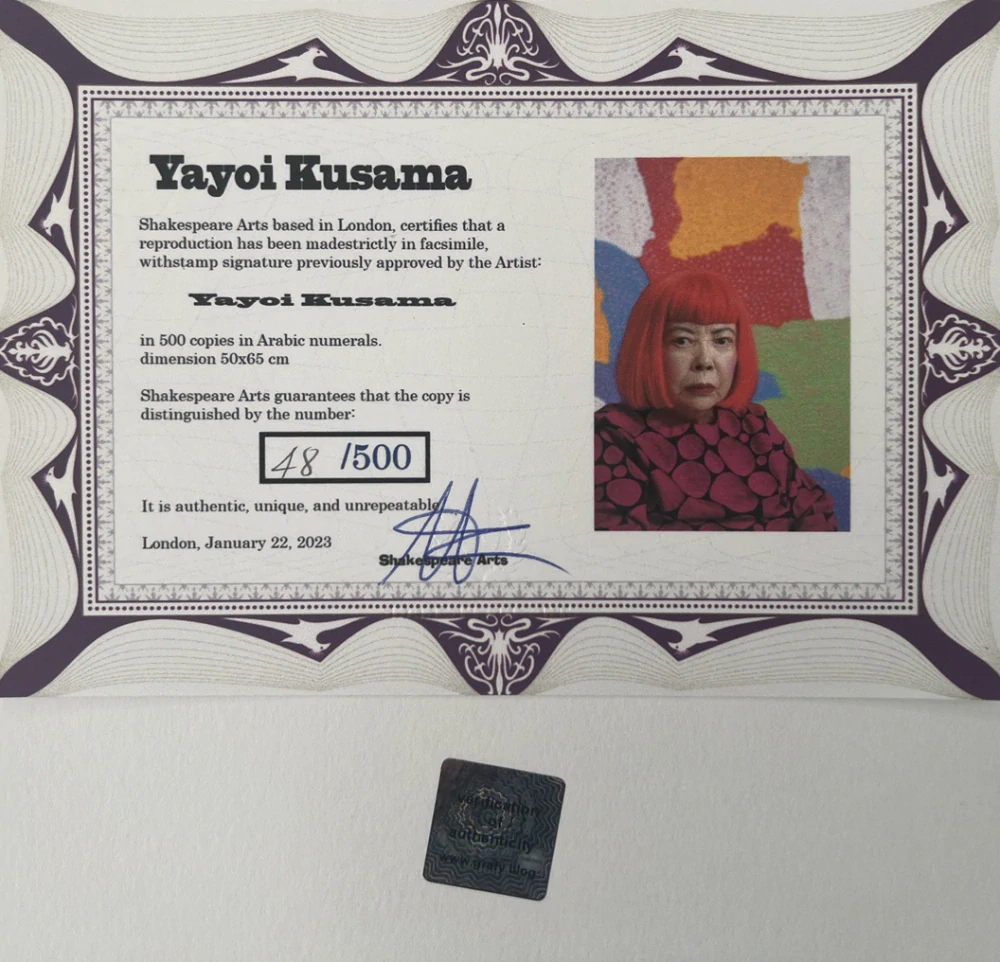 Yayoi Kusama
Shakespeare Arts based in London, certifies that a
reproduction has been madestrictly in facsimile,
withstamp signature previously approved by the Artist:
Yayoi Kusama
in 500 copies in Arabic numerals.
dimension 50x65 cm
Shakespeare Arts guarantees that the copy is
distinguished by the number:
48 /500
It is authentic, unique, and unrepeatable
London, January 22, 2023
Shakespeare Arts
verification
of
authenticity